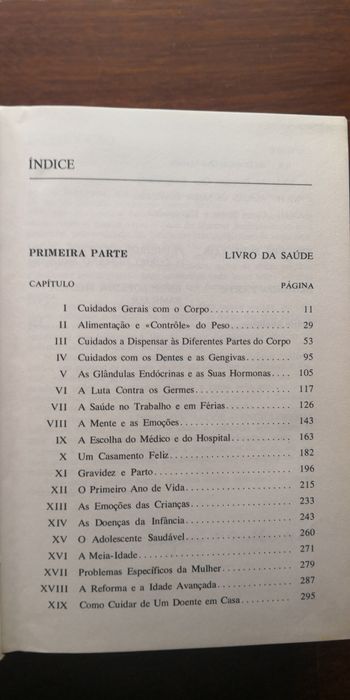 ÍNDICE
PRIMEIRA PARTE LIVRO DA SAÚDE
CAPÍTULO PÁGINA
I Cuidados Gerais com o Corpo................ 11
II Alimentação e «Contrôle» do Peso............ 29
III Cuidados a Dispensar às Diferentes Partes do Corpo 53
IV Cuidados com os Dentes e as Gengivas......... 95
V As Glândulas Endócrinas e as Suas Hormonas.... 105
VI A Luta Contra os Germes.................. 117
VII A Saúde no Trabalho e em Férias............. 126
VIII A Mente e as Emoções.................... 143
IX A Escolha do Médico e do Hospital............ 163
X Um Casamento Feliz...................... 182
XI Gravidez e Parto......................... 196
XII O Primeiro Ano de Vida................... 215
XIII As Emoções das Crianças.................. 233
XIV As Doenças da Infância.................... 243
XV O Adolescente Saudável................... 260
XVI A Meia-Idade........................... 271
XVII Problemas Específicos da Mulher............. 279
XVIII A Reforma e a Idade Avançada.............. 287
XIX Como Cuidar de Um Doente em Casa.......... 295